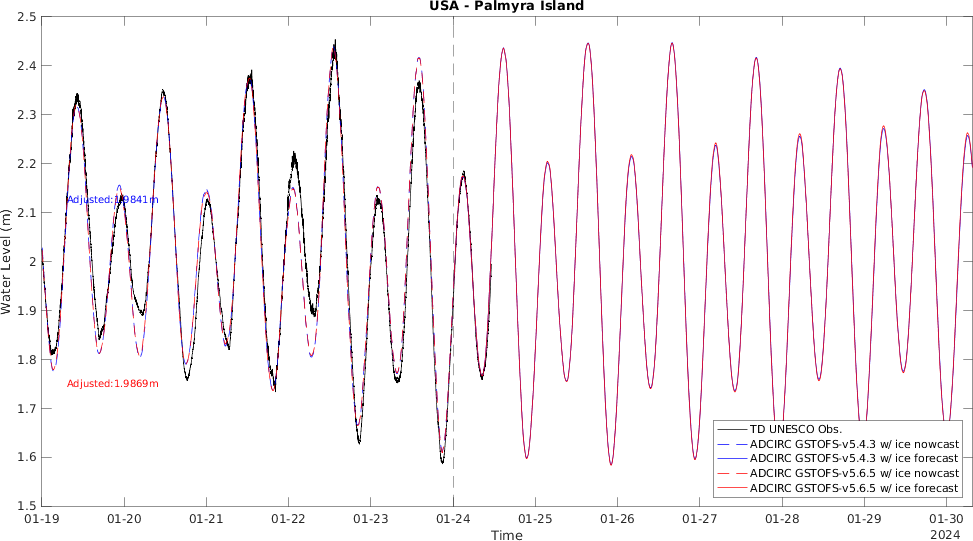 USA - Palmyra Island
2.5
2.4
2.3
2.2
2.1
2
1.9
1.8
1.7
1.6
1.5
Water Level (m)
Adjusted:1.9841m
Adjusted:1.9869m
TD UNESCO Obs.
ADCIRC GSTOFS-v5.4.3 w/ ice nowcast
ADCIRC GSTOFS-v5.4.3 w/ ice forecast
ADCIRC GSTOFS-v5.6.5 w/ ice nowcast
ADCIRC GSTOFS-v5.6.5 w/ ice forecast
01-19 01-20 01-21 01-22 01-23 01-24 01-25 01-26 01-27 01-28 01-29 01-30
Time
2024